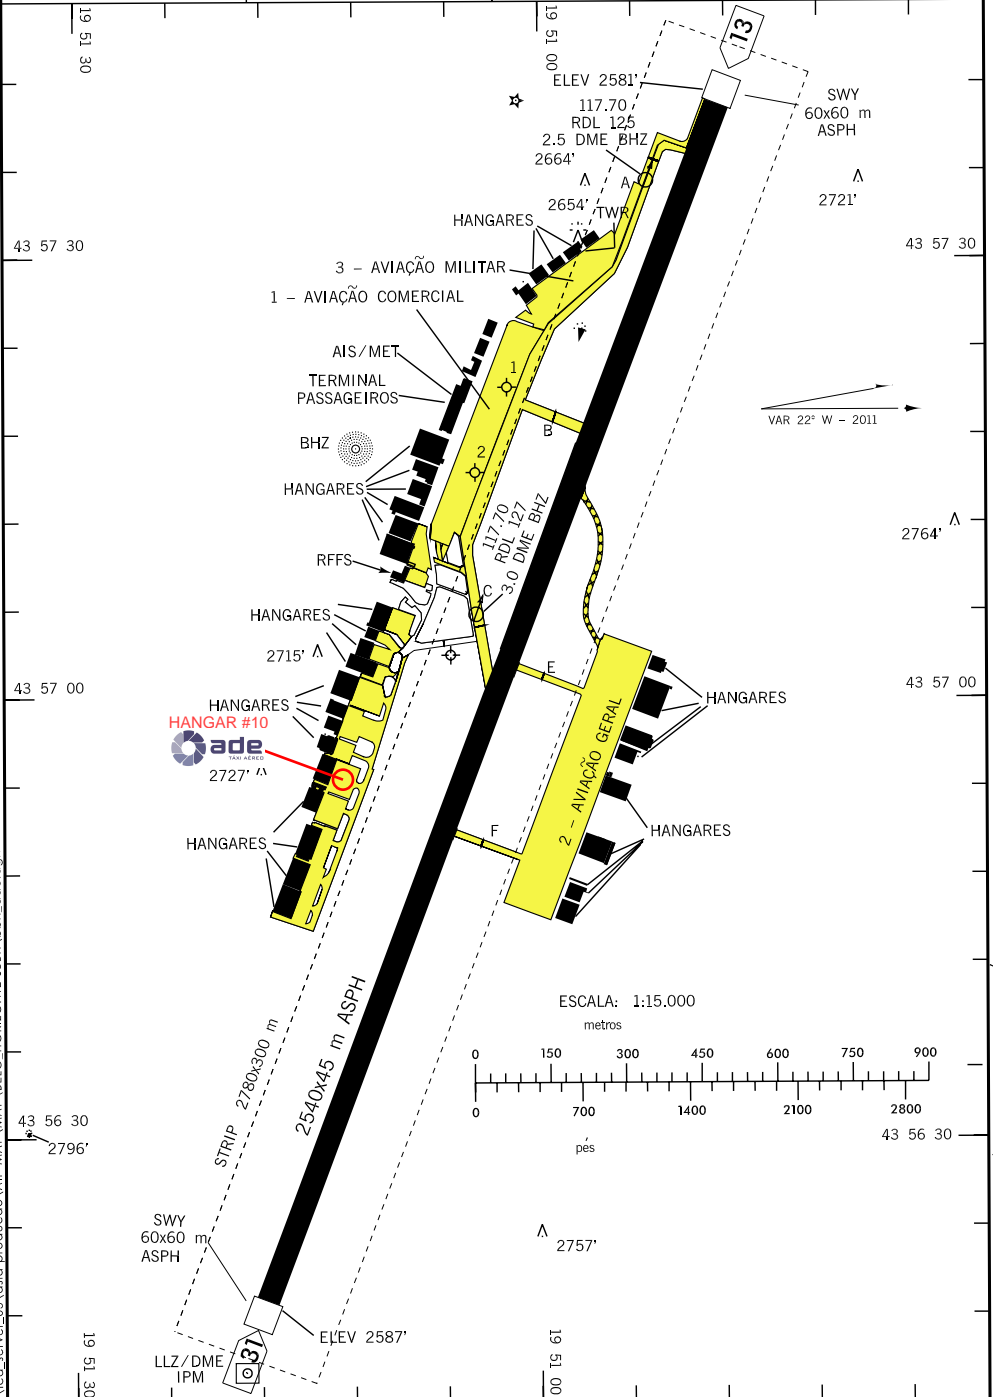 19 51 30
19 51 00
13
ELEV 2581'
SWY
60x60 m
ASPH
117.70
RDL 125
2.5 DME BHZ
2664'
A
2721'
2654'
TWR
HANGARES
43 57 30
43 57 30
3 - AVIAÇÃO MILITAR
1 - AVIAÇÃO COMERCIAL
AIS/MET
1
TERMINAL
PASSAGEIROS
VAR 22° W - 2011
B
BHZ
2
HANGARES
117.70
RDL 127
3.0 DME BHZ
2764'
RFFS
C
HANGARES
2715'
E
43 57 00
43 57 00
HANGARES
HANGARES
HANGAR #10
ade
TAXI AÉREO
2727'
2 - AVIAÇÃO GERAL
F
HANGARES
HANGARES
ESCALA: 1:15.000
metros
0 150 300 450 600 750 900
0 700 1400 2100 2800
pés
STRIP 2780x300 m
2540x45 m ASPH
43 56 30
43 56 30
2796'
SWY
60x60 m
ASPH
2757'
ELEV 2587'
31
LLZ/DME
IPM
19 51 30
19 51 00